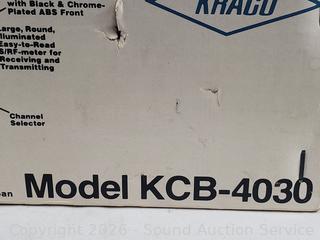 with Black & Chrome-
Plated ABS Front
KRACO
Large, Round,
Illuminated
Easy-to-Read
S/RF-meter for
Receiving and
Transmitting
Channel
Selector
Model KCB-4030
Copyright 2026 - Sound Auction Service